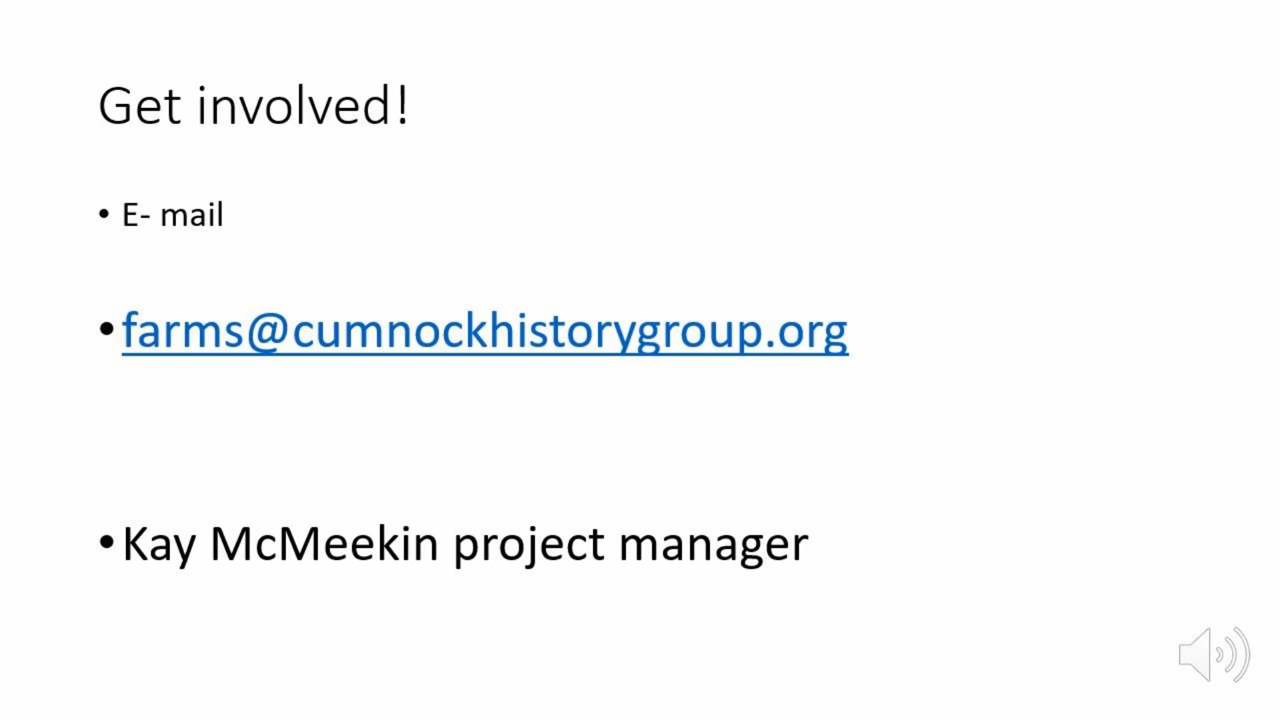 Get involved!
• E- mail
• farms@cumnockhistorygroup.org
• Kay McMeekin project manager